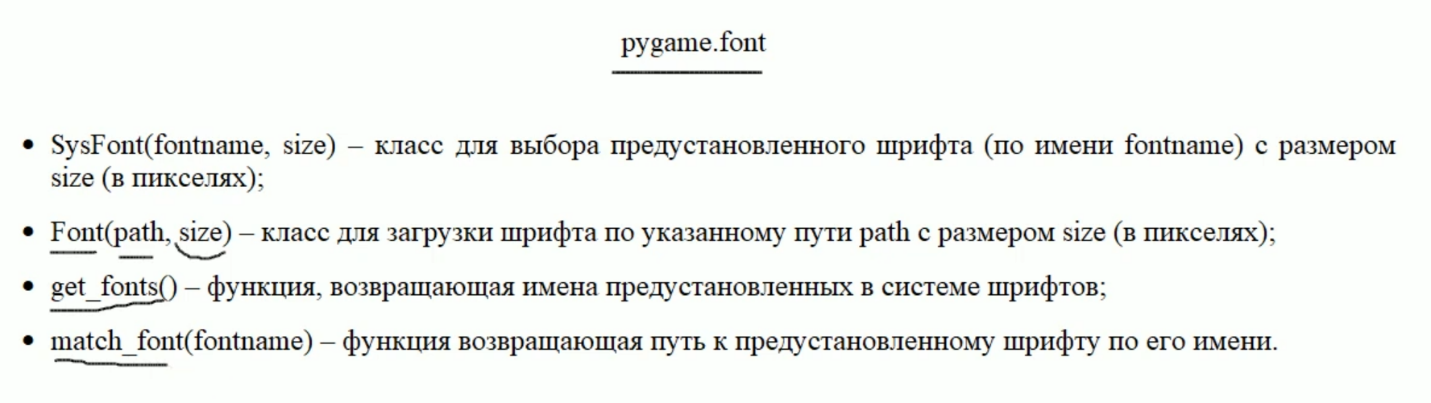 pygame.font
• SysFont(fontname, size) – класс для выбора предустановленного шрифта (по имени fontname) с размером
size (в пикселях);
• Font(path, size) – класс для загрузки шрифта по указанному пути path с размером size (в пикселях);
• get_fonts() – функция, возвращающая имена предустановленных в системе шрифтов;
• match_font(fontname) – функция возвращающая путь к предустановленному шрифту по его имени.